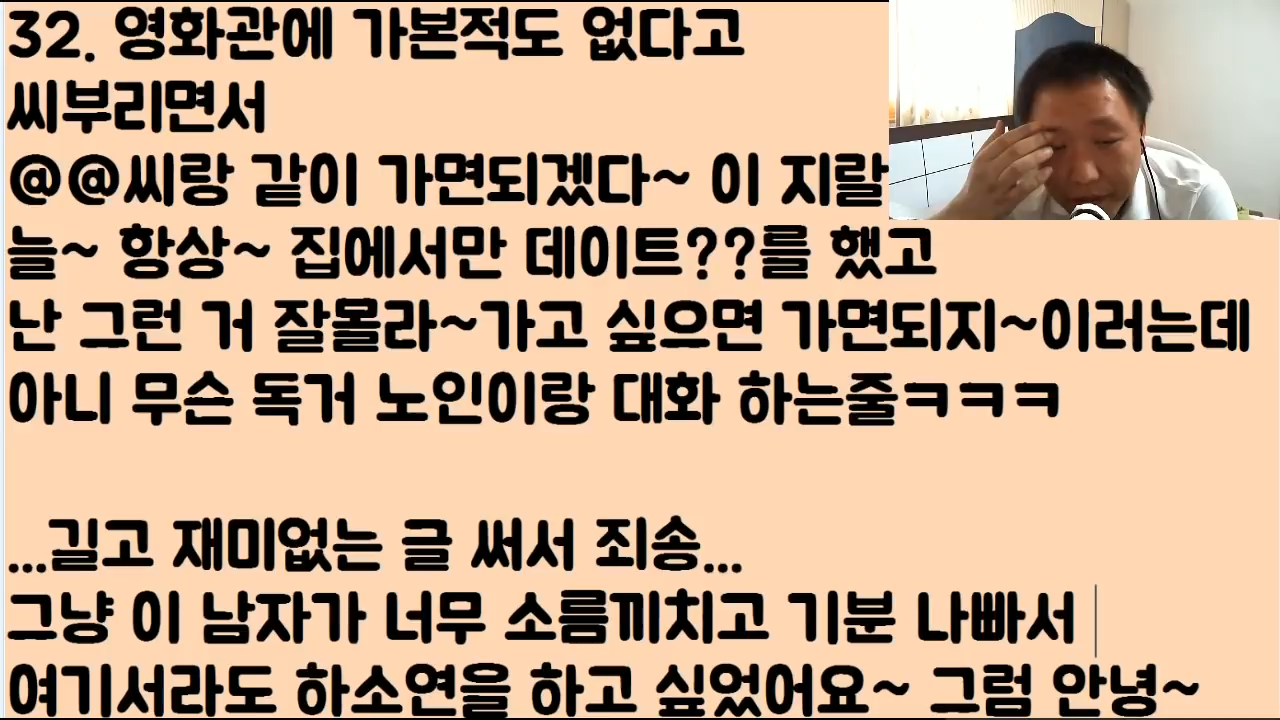 32. 영화관에 가본적도 없다고
씨부리면서
@@씨랑 같이 가면되겠다~ 이 지랄
늘~ 항상~ 집에서만 데이트??를 했고
난 그런 거 잘몰라~가고 싶으면 가면되지~이러는데
아니 무슨 독거 노인이랑 대화 하는줄ㅋㅋㅋ
...길고 재미없는 글 써서 죄송...
그냥 이 남자가 너무 소름끼치고 기분 나빠서
여기서라도 하소연을 하고 싶었어요~ 그럼 안녕~